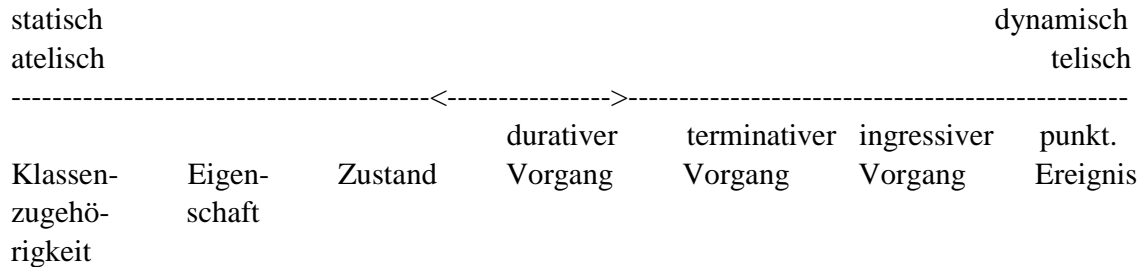 statisch dynamisch
atelisch telisch
-----------------------------------------<---------------->-------------------------------------------------
durativer terminativer ingressiver punkt.
Klassen- Eigen- Zustand Vorgang Vorgang Vorgang Ereignis
zugehö- schaft
rigkeit